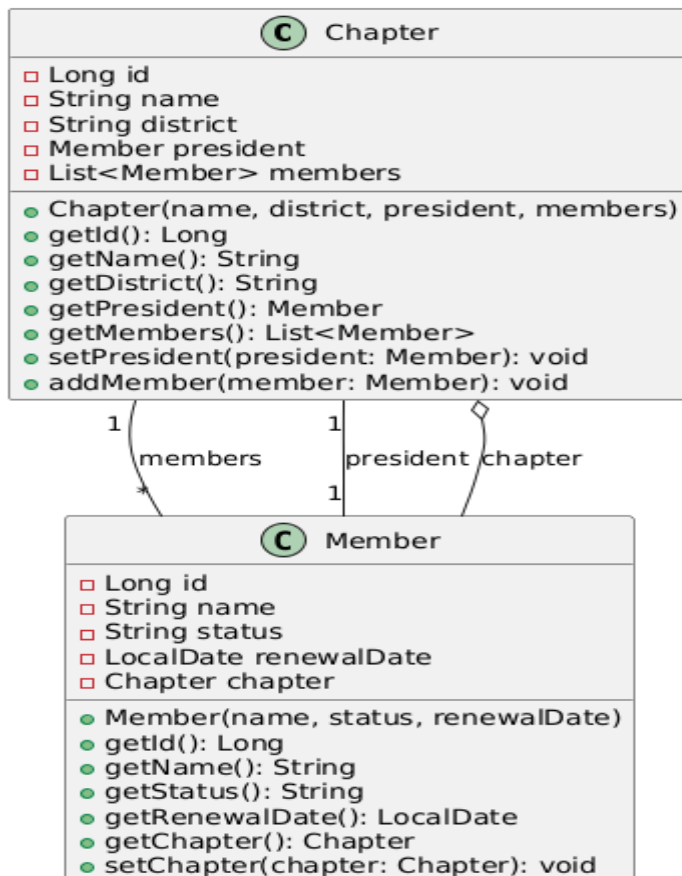 C Chapter
Long id
String name
String district
Member president
List<Member> members
Chapter(name, district, president, members)
getId(): Long
getName(): String
getDistrict(): String
getPresident(): Member
getMembers(): List<Member>
setPresident(president: Member): void
addMember(member: Member): void
1 1
members president chapter
* 1
C Member
Long id
String name
String status
LocalDate renewalDate
Chapter chapter
Member(name, status, renewalDate)
getId(): Long
getName(): String
getStatus(): String
getRenewalDate(): LocalDate
getChapter(): Chapter
setChapter(chapter: Chapter): void